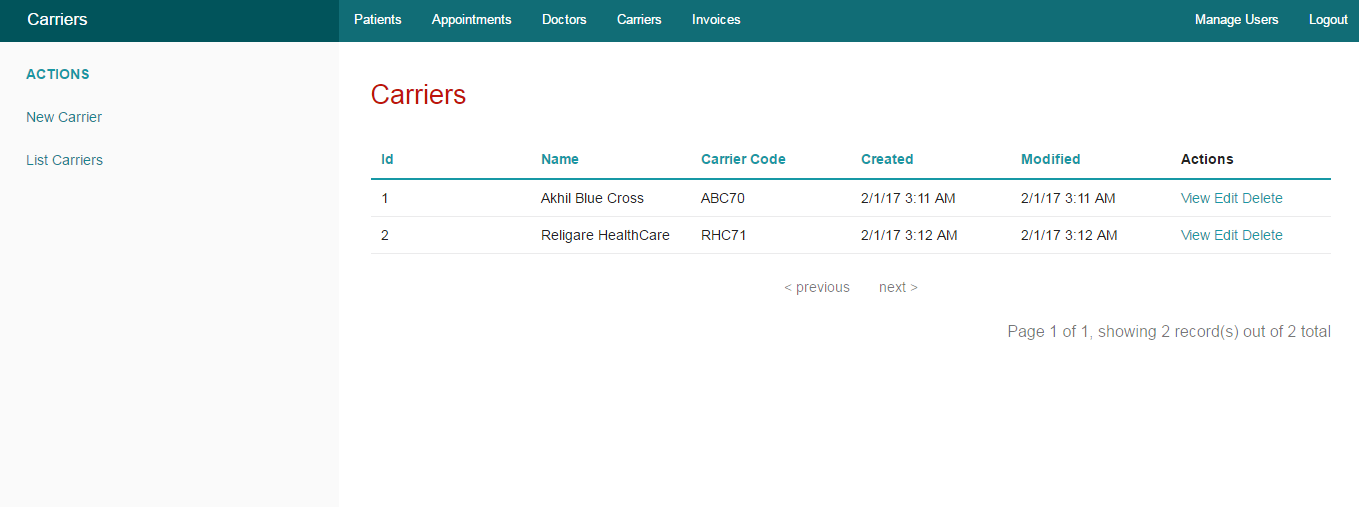 Carriers Patients Appointments Doctors Carriers Invoices Manage Users Logout
ACTIONS
New Carrier
List Carriers
Carriers
Id Name Carrier Code Created Modified Actions
1 Akhil Blue Cross ABC70 2/1/17 3:11 AM 2/1/17 3:11 AM View Edit Delete
2 Religare HealthCare RHC71 2/1/17 3:12 AM 2/1/17 3:12 AM View Edit Delete
< previous next >
Page 1 of 1, showing 2 record(s) out of 2 total